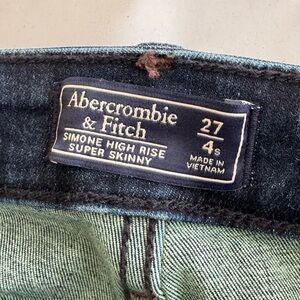 Abercrombie
& Fitch
SIMONE HIGH RISE
SUPER SKINNY
27
4s
MADE IN
VIETNAM